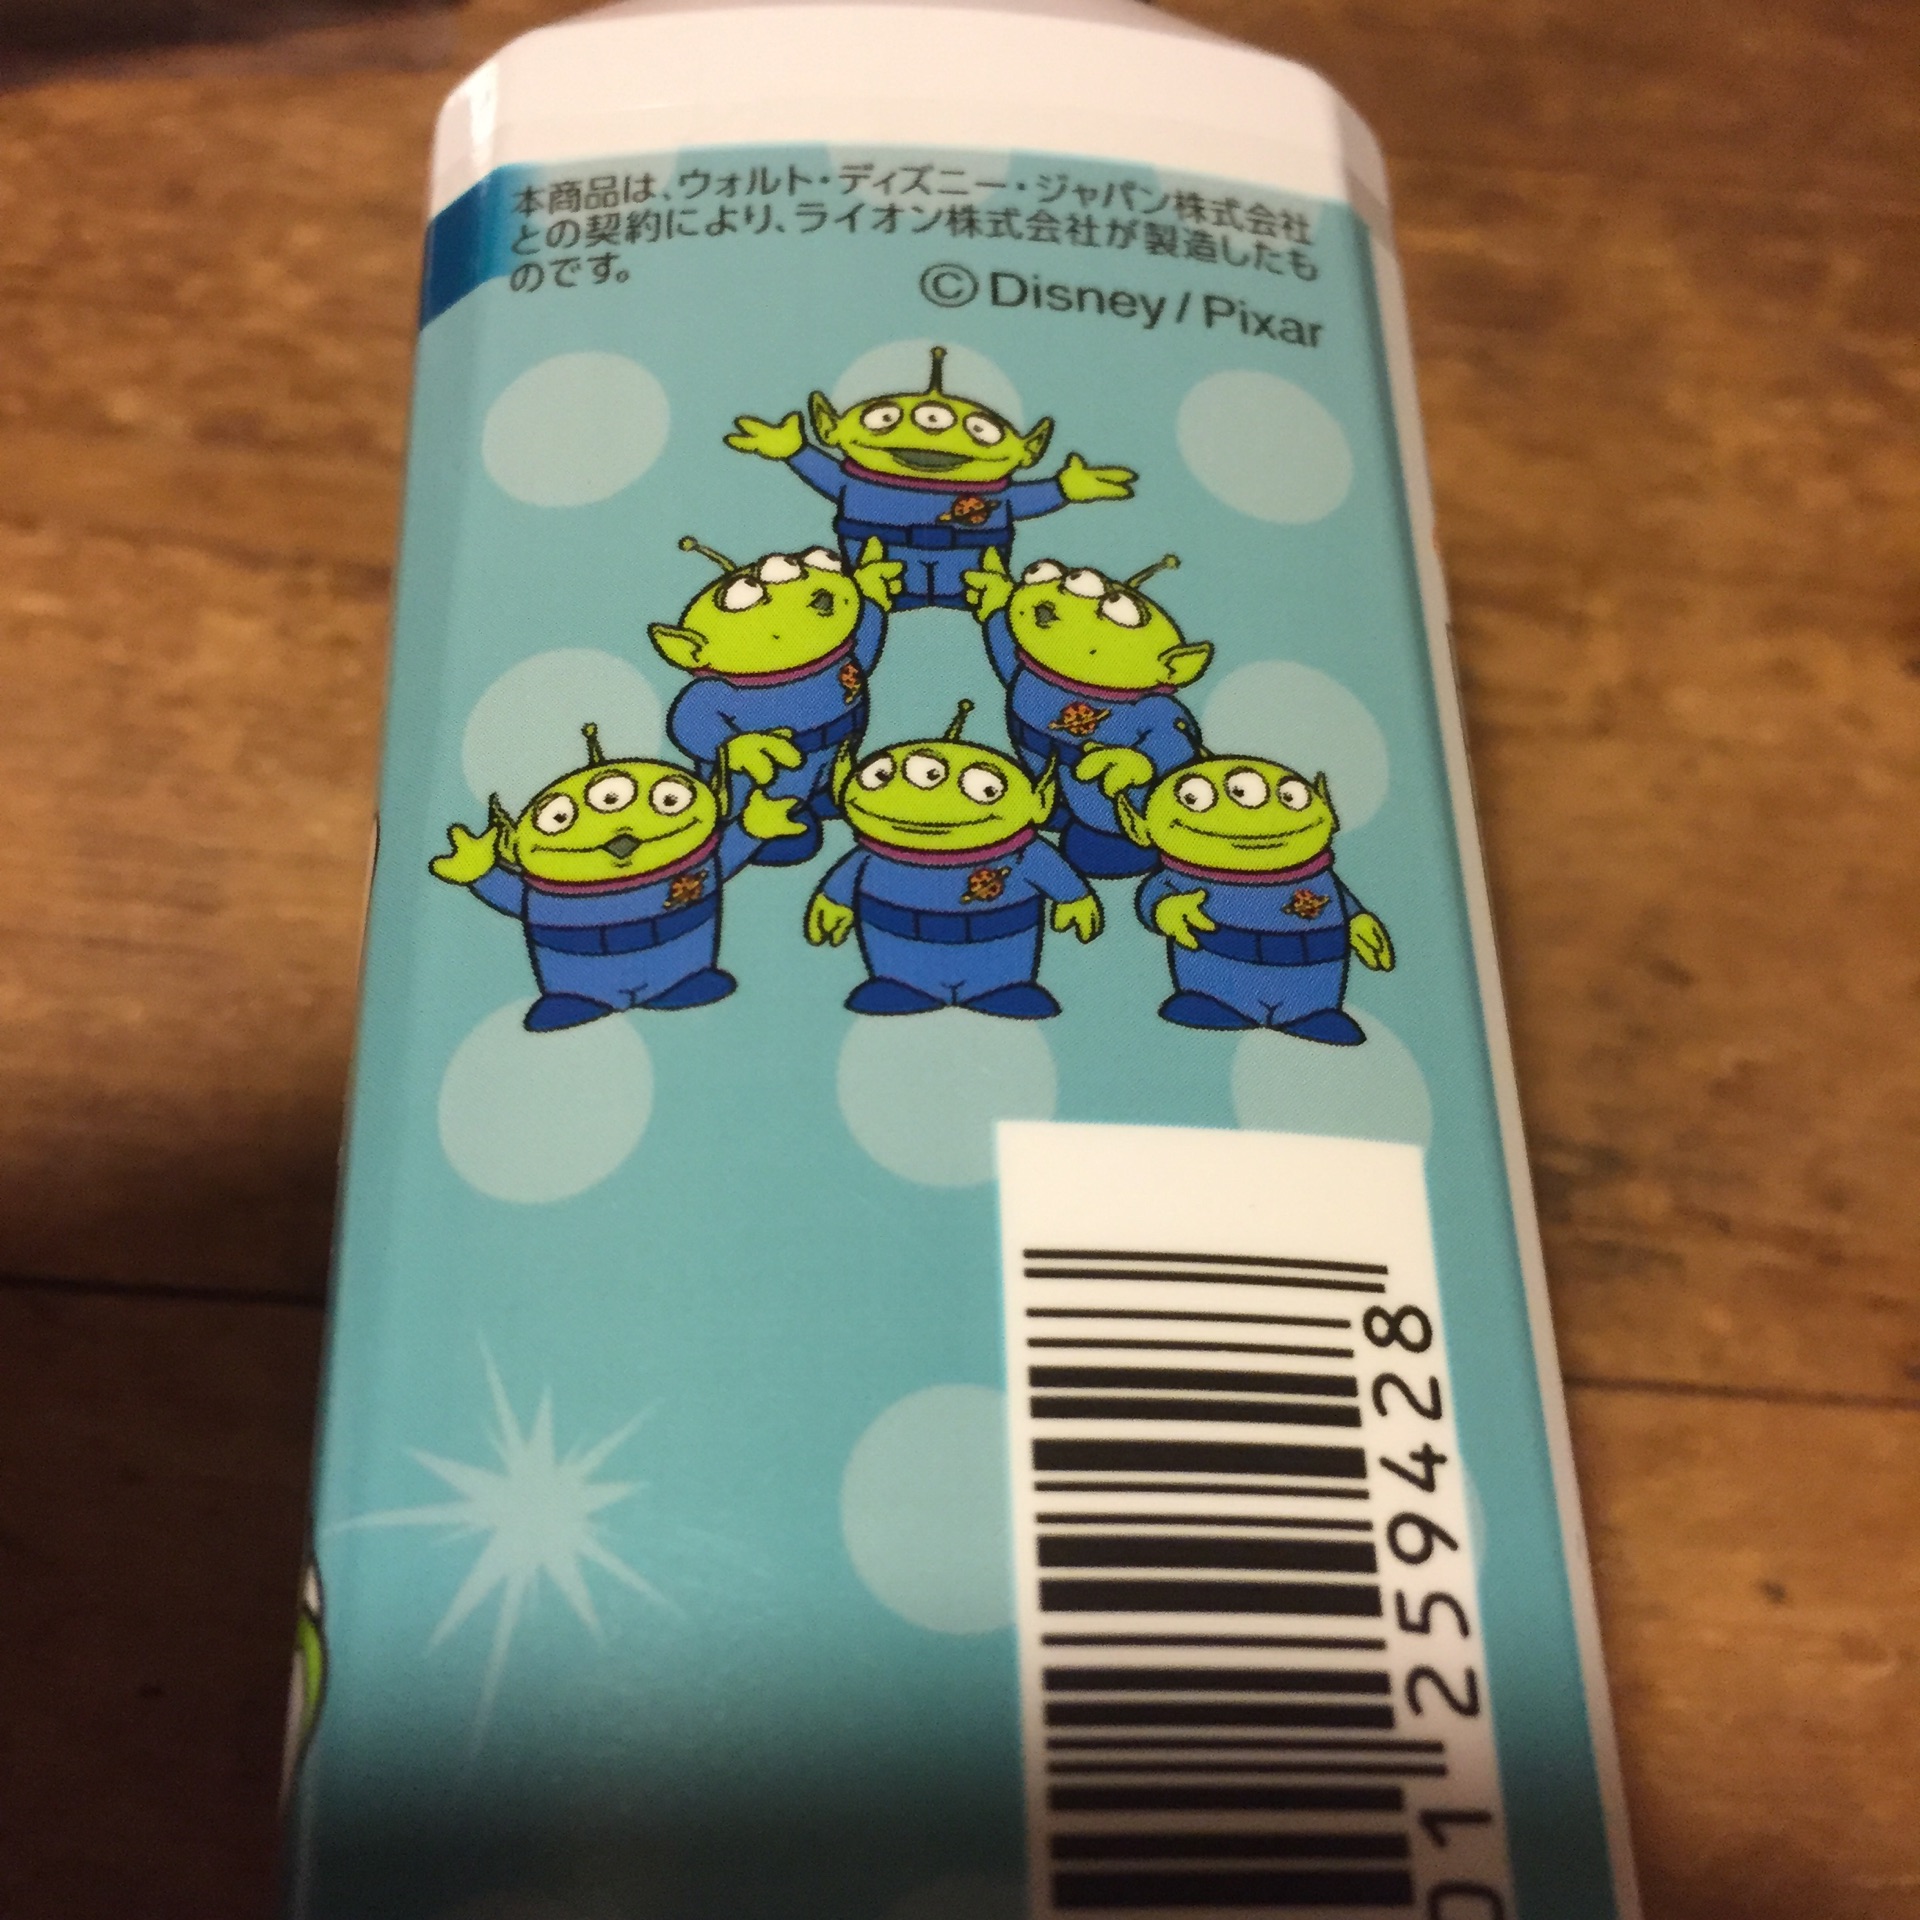 本商品は、ウォルト・ディズニー・ジャパン株式会社
との契約により、ライオン株式会社が製造したも
のです。
©Disney / Pixar
01259428